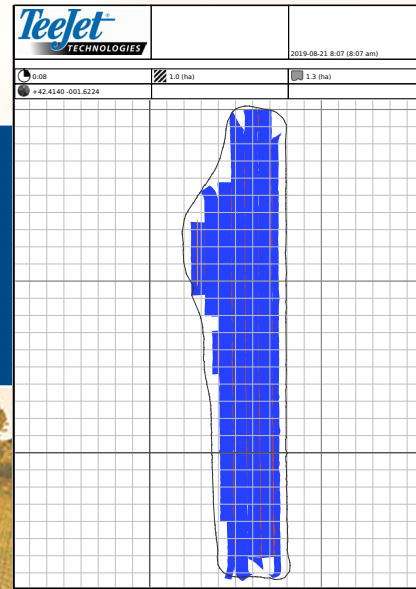 TeeJet®
TECHNOLOGIES
2019-08-21 8:07 (8:07 am)
0:08
1.0 (ha)
1.3 (ha)
+42.4140 -001.6224